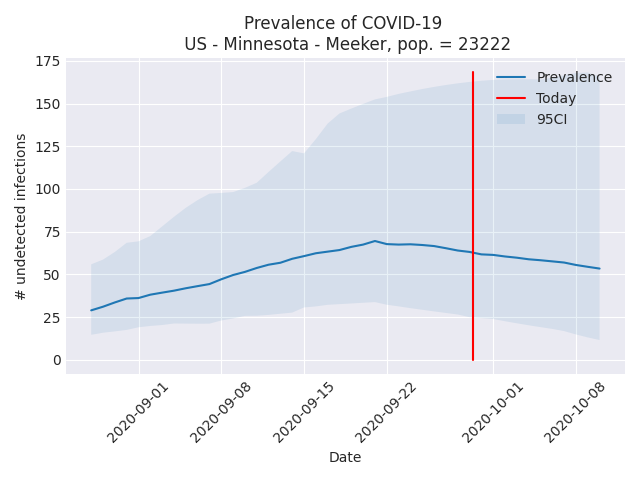 Prevalence of COVID-19
US - Minnesota - Meeker, pop. = 23222
175
150
125
100
75
50
25
0
# undetected infections
Prevalence
Today
95CI
2020-09-01
2020-09-08
2020-09-15
2020-09-22
2020-10-01
2020-10-08
Date